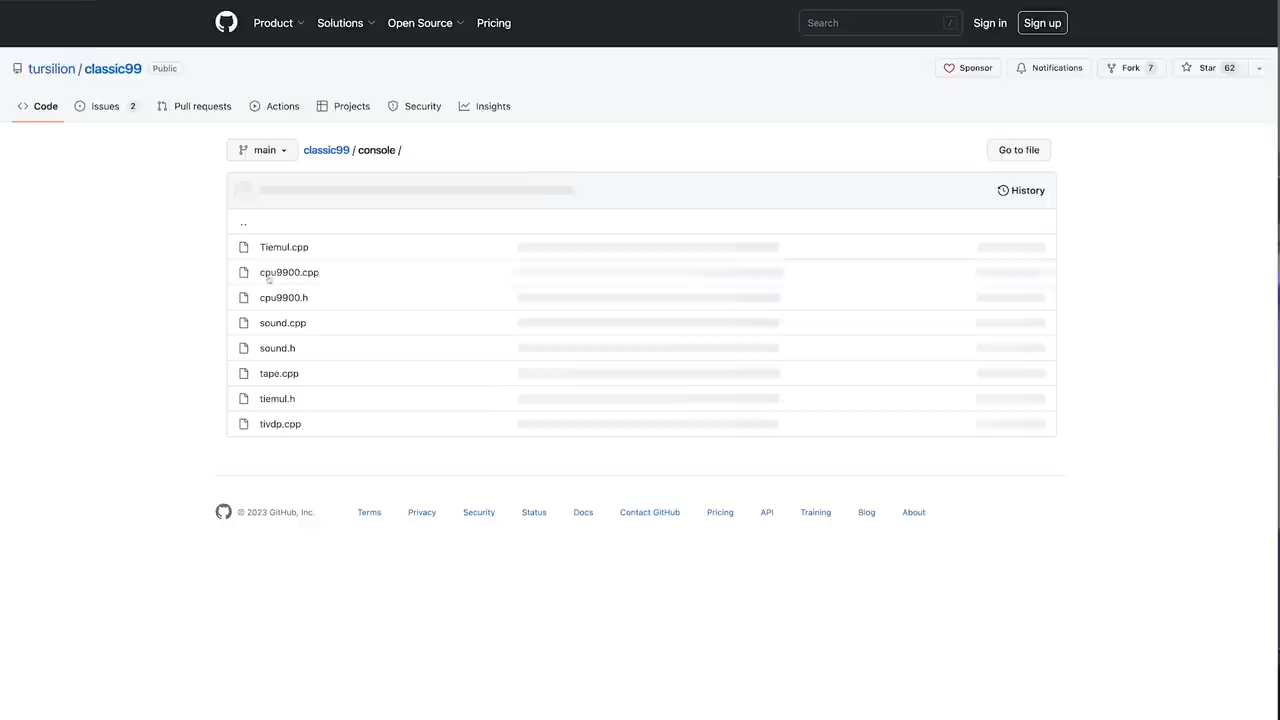 Product Solutions Open Source Pricing Search / Sign in Sign up
tursilion / classic99 Public Sponsor Notifications Fork 7 Star 62
Code Issues 2 Pull requests Actions Projects Security Insights
main classic99 / console / Go to file
History
..
Tiemul.cpp
cpu9900.cpp
cpu9900.h
sound.cpp
sound.h
tape.cpp
tiemul.h
tivdp.cpp
© 2023 GitHub, Inc. Terms Privacy Security Status Docs Contact GitHub Pricing API Training Blog About